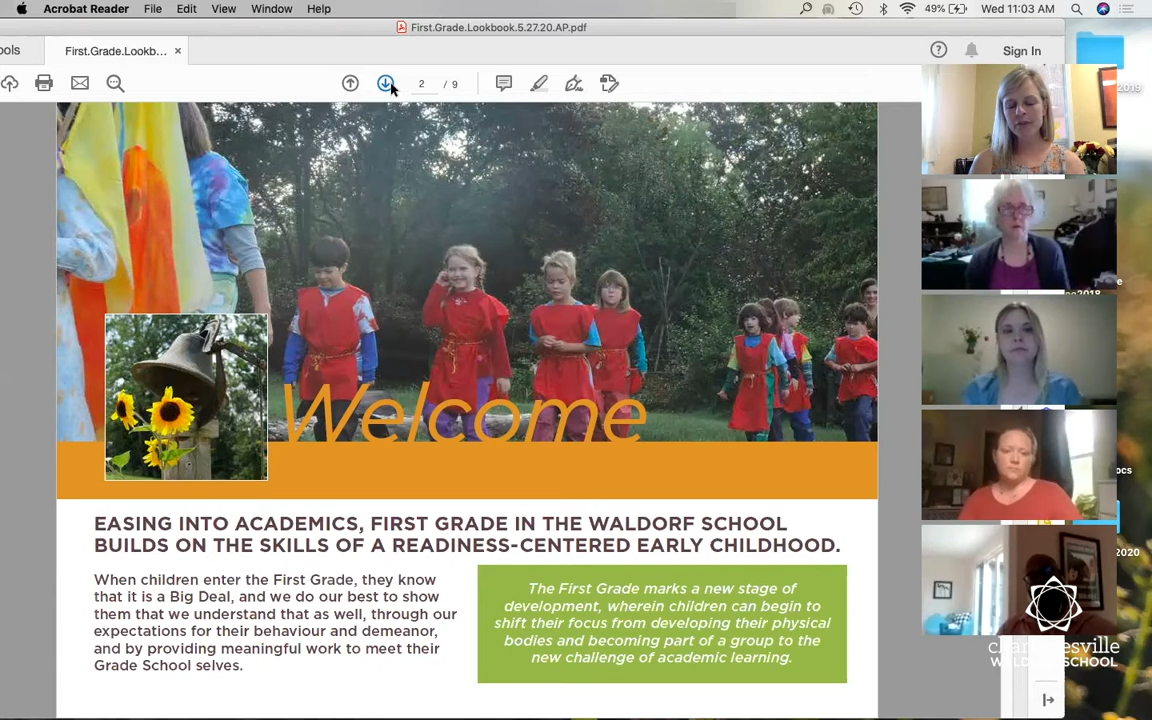 Acrobat Reader File Edit View Window Help 49% Wed 11:03 AM
First.Grade.Lookbook.5.27.20.AP.pdf
ools First.Grade.Lookb... × Sign In
2 / 9
2019
Welcome
EASING INTO ACADEMICS, FIRST GRADE IN THE WALDORF SCHOOL
BUILDS ON THE SKILLS OF A READINESS-CENTERED EARLY CHILDHOOD.
When children enter the First Grade, they know
that it is a Big Deal, and we do our best to show
them that we understand that as well, through our
expectations for their behaviour and demeanor,
and by providing meaningful work to meet their
Grade School selves.
The First Grade marks a new stage of
development, wherein children can begin to
shift their focus from developing their physical
bodies and becoming part of a group to the
new challenge of academic learning.
ocs
2020
WALDORF SCHOOL